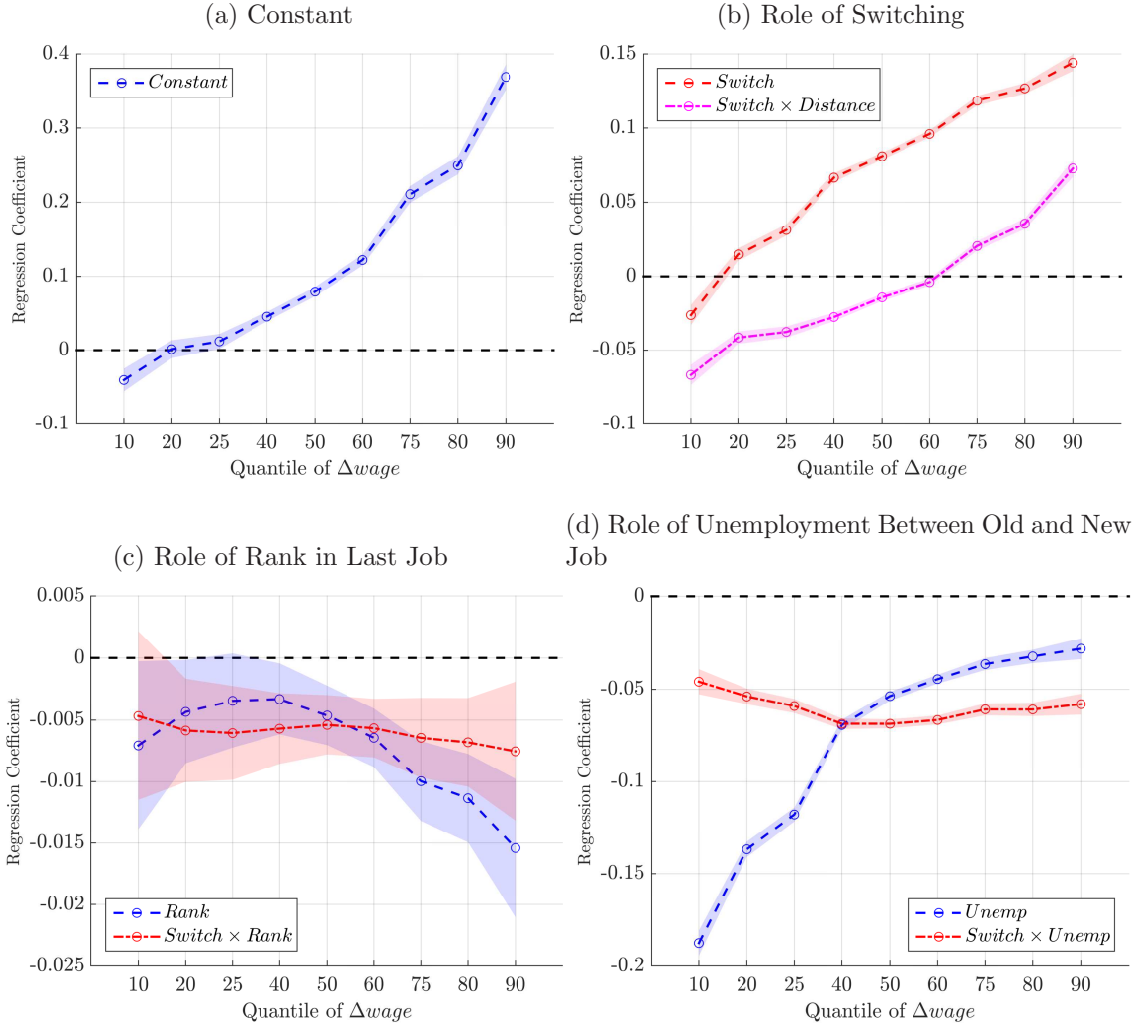 (a) Constant
0.4
0.3
0.2
0.1
0
-0.1
Regression Coefficient
Constant
10 20 25 40 50 60 75 80 90
Quantile of Δwage
(b) Role of Switching
0.15
0.1
0.05
0
-0.05
-0.1
Regression Coefficient
Switch
Switch × Distance
10 20 25 40 50 60 75 80 90
Quantile of Δwage
(c) Role of Rank in Last Job
0.005
0
-0.005
-0.01
-0.015
-0.02
-0.025
Regression Coefficient
Rank
Switch × Rank
10 20 25 40 50 60 75 80 90
Quantile of Δwage
(d) Role of Unemployment Between Old and New
Job
0
-0.05
-0.1
-0.15
-0.2
Regression Coefficient
Unemp
Switch × Unemp
10 20 25 40 50 60 75 80 90
Quantile of Δwage